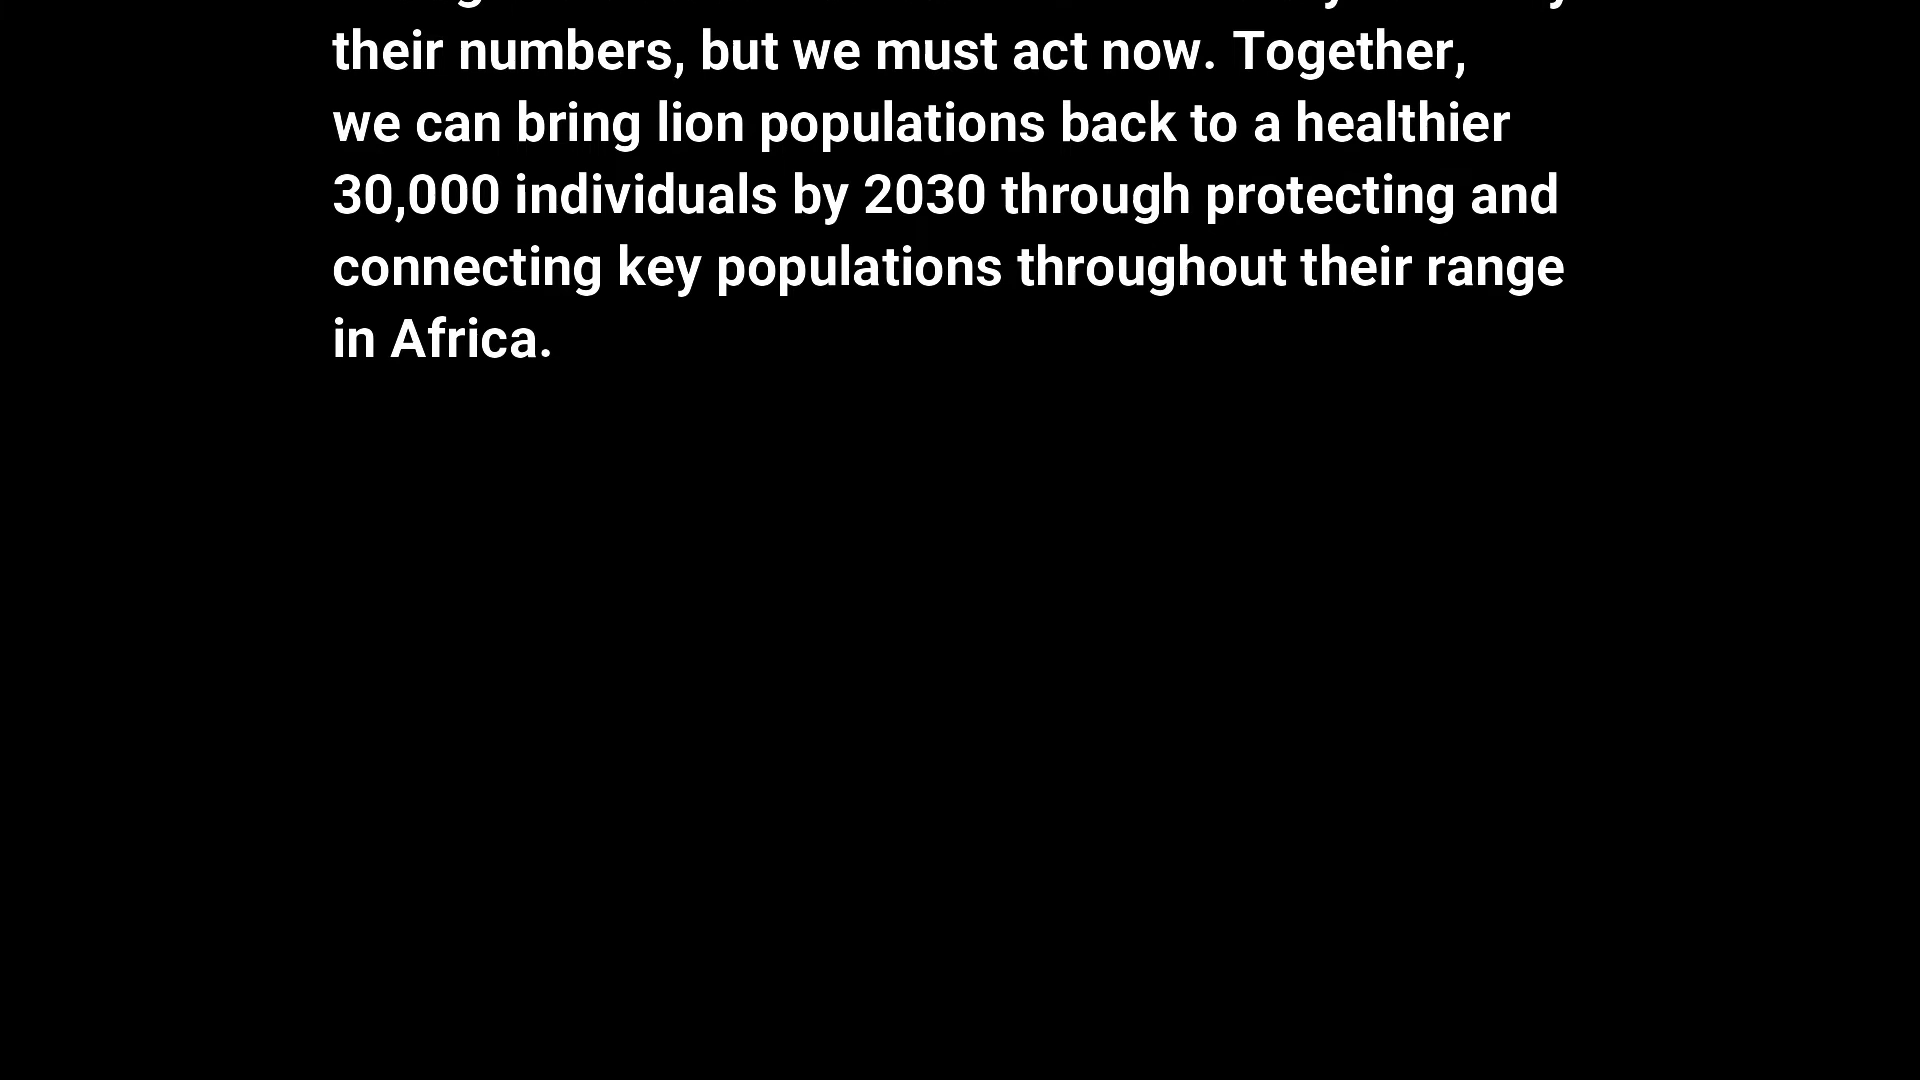 their numbers, but we must act now. Together,
we can bring lion populations back to a healthier
30,000 individuals by 2030 through protecting and
connecting key populations throughout their range
in Africa.